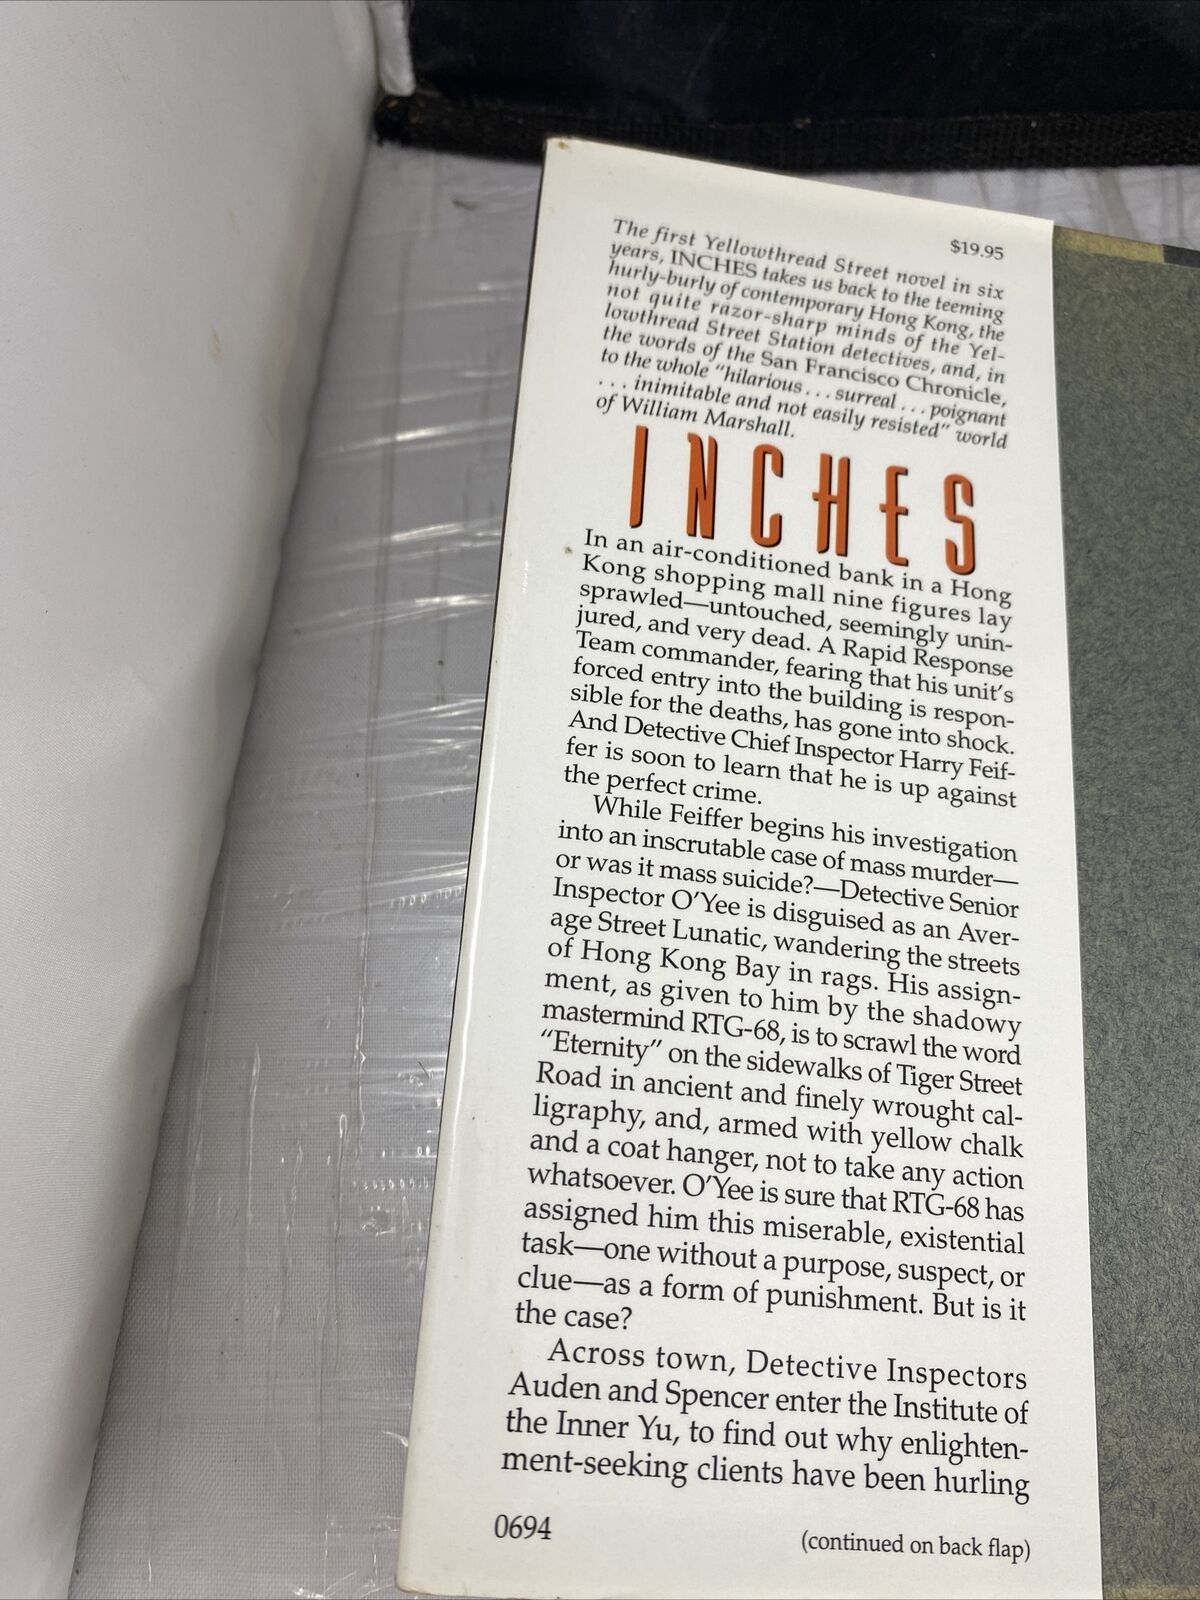 $19.95
The first Yellowthread Street novel in six
years, INCHES takes us back to the teeming
hurly-burly of contemporary Hong Kong, the
not quite razor-sharp minds of the Yel-
lowthread Street Station detectives, and, in
the words of the San Francisco Chronicle,
to the whole "hilarious . . . surreal . . . poignant
. . . inimitable and not easily resisted" world
of William Marshall.
INCHES
In an air-conditioned bank in a Hong
Kong shopping mall nine figures lay
sprawled—untouched, seemingly unin-
jured, and very dead. A Rapid Response
Team commander, fearing that his unit's
forced entry into the building is respon-
sible for the deaths, has gone into shock.
And Detective Chief Inspector Harry Feif-
fer is soon to learn that he is up against
the perfect crime.
While Feiffer begins his investigation
into an inscrutable case of mass murder—
or was it mass suicide?—Detective Senior
Inspector O'Yee is disguised as an Aver-
age Street Lunatic, wandering the streets
of Hong Kong Bay in rags. His assign-
ment, as given to him by the shadowy
mastermind RTG-68, is to scrawl the word
"Eternity" on the sidewalks of Tiger Street
Road in ancient and finely wrought cal-
ligraphy, and, armed with yellow chalk
and a coat hanger, not to take any action
whatsoever. O'Yee is sure that RTG-68 has
assigned him this miserable, existential
task—one without a purpose, suspect, or
clue—as a form of punishment. But is it
the case?
Across town, Detective Inspectors
Auden and Spencer enter the Institute of
the Inner Yu, to find out why enlighten-
ment-seeking clients have been hurling
0694
(continued on back flap)